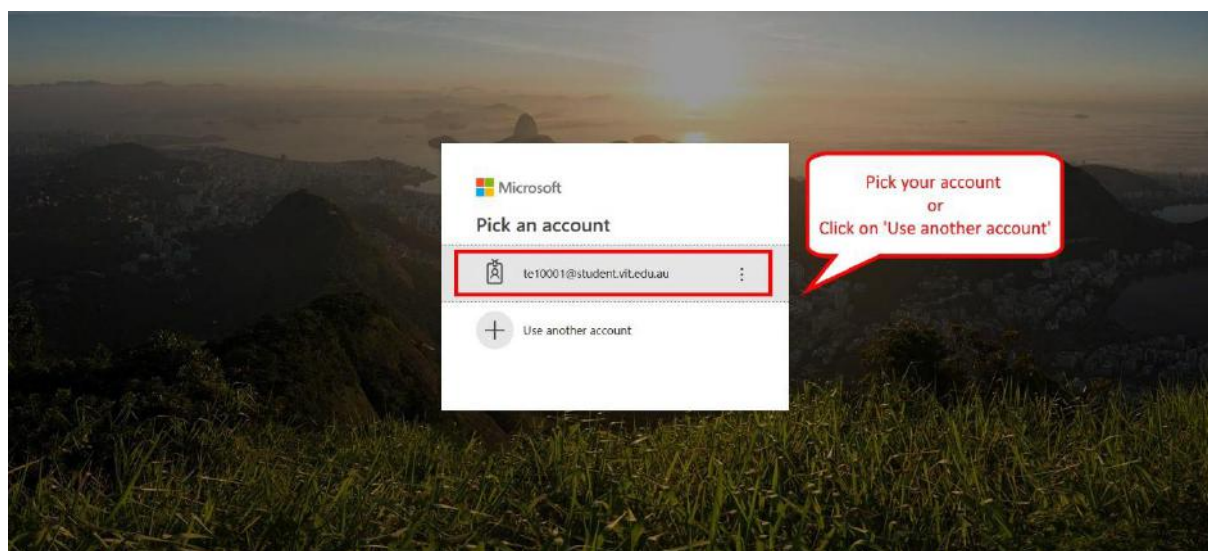 Microsoft
Pick an account
te10001@student.vit.edu.au
Use another account
Pick your account
or
Click on 'Use another account'